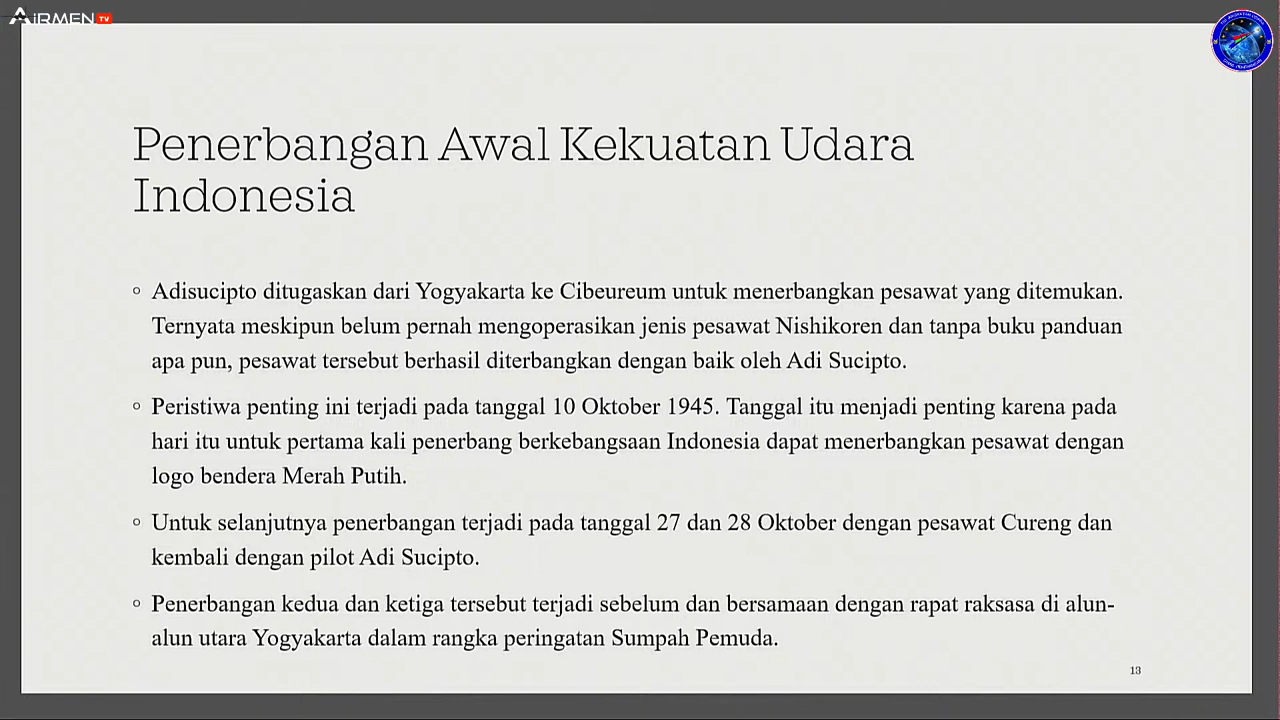 AiRMEN TV
Penerbangan Awal Kekuatan Udara
Indonesia
Adisucipto ditugaskan dari Yogyakarta ke Cibeureum untuk menerbangkan pesawat yang ditemukan.
Ternyata meskipun belum pernah mengoperasikan jenis pesawat Nishikoren dan tanpa buku panduan
apa pun, pesawat tersebut berhasil diterbangkan dengan baik oleh Adi Sucipto.
Peristiwa penting ini terjadi pada tanggal 10 Oktober 1945. Tanggal itu menjadi penting karena pada
hari itu untuk pertama kali penerbang berkebangsaan Indonesia dapat menerbangkan pesawat dengan
logo bendera Merah Putih.
Untuk selanjutnya penerbangan terjadi pada tanggal 27 dan 28 Oktober dengan pesawat Cureng dan
kembali dengan pilot Adi Sucipto.
Penerbangan kedua dan ketiga tersebut terjadi sebelum dan bersamaan dengan rapat raksasa di alun-
alun utara Yogyakarta dalam rangka peringatan Sumpah Pemuda.
13